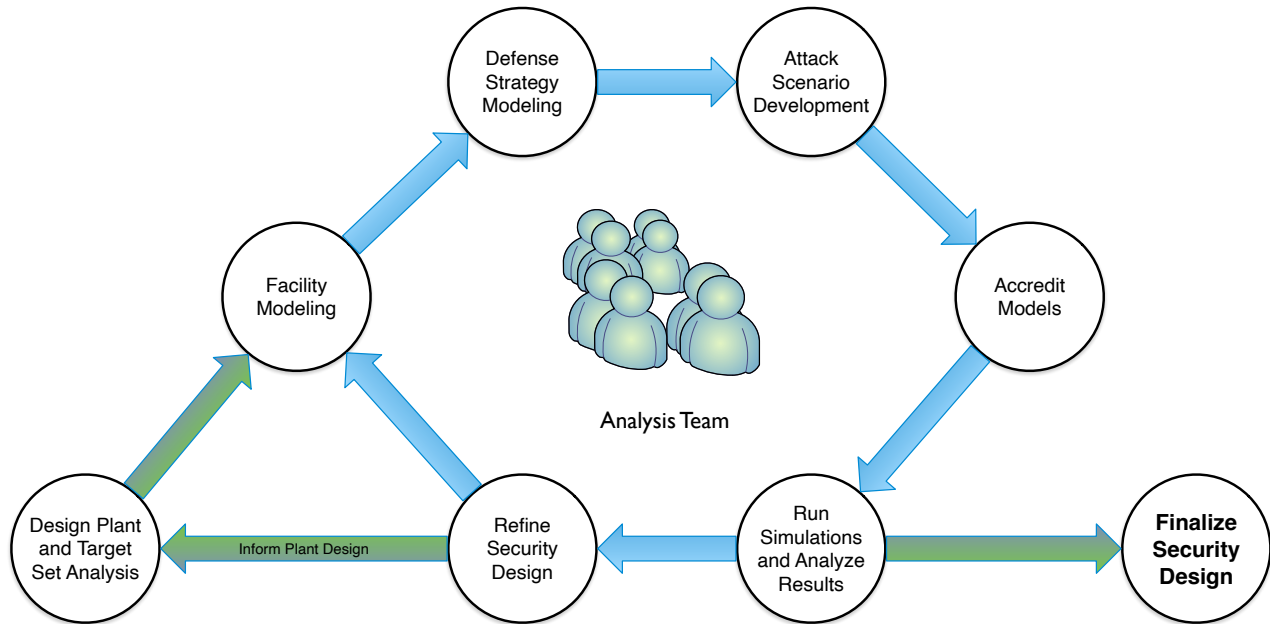 Defense
Strategy
Modeling
Attack
Scenario
Development
Facility
Modeling
Accredit
Models
Analysis Team
Design Plant
and Target
Set Analysis
Inform Plant Design
Refine
Security
Design
Run
Simulations
and Analyze
Results
Finalize
Security
Design